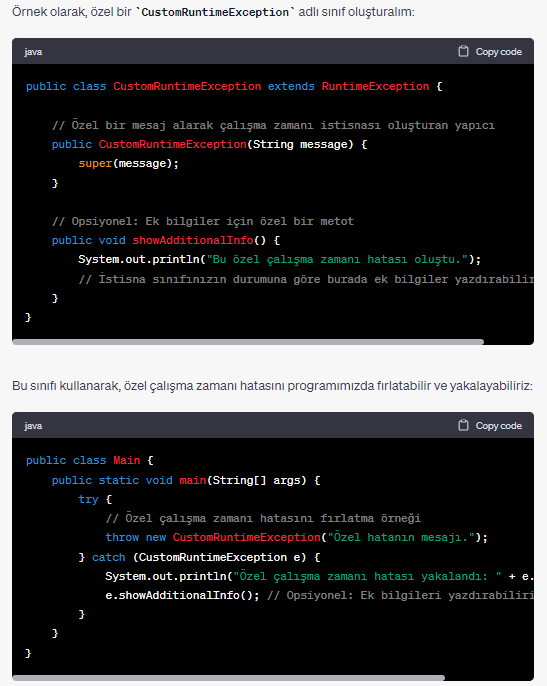 Örnek olarak, özel bir `CustomRuntimeException` adlı sınıf oluşturalım:
java
Copy code
public class CustomRuntimeException extends RuntimeException {
// Özel bir mesaj alarak çalışma zamanı istisnası oluşturan yapıcı
public CustomRuntimeException(String message) {
super(message);
}
// Opsiyonel: Ek bilgiler için özel bir metot
public void showAdditionalInfo() {
System.out.println("Bu özel çalışma zamanı hatası oluştu.");
// İstisna sınıfınızın durumuna göre burada ek bilgiler yazdırabilir
}
}
Bu sınıfı kullanarak, özel çalışma zamanı hatasını programımızda fırlatabilir ve yakalayabiliriz:
java
Copy code
public class Main {
public static void main(String[] args) {
try {
// Özel çalışma zamanı hatasını fırlatma örneği
throw new CustomRuntimeException("Özel hatanın mesajı.");
} catch (CustomRuntimeException e) {
System.out.println("Özel çalışma zamanı hatası yakalandı: " + e.
e.showAdditionalInfo(); // Opsiyonel: Ek bilgileri yazdırabiliri
}
}
}